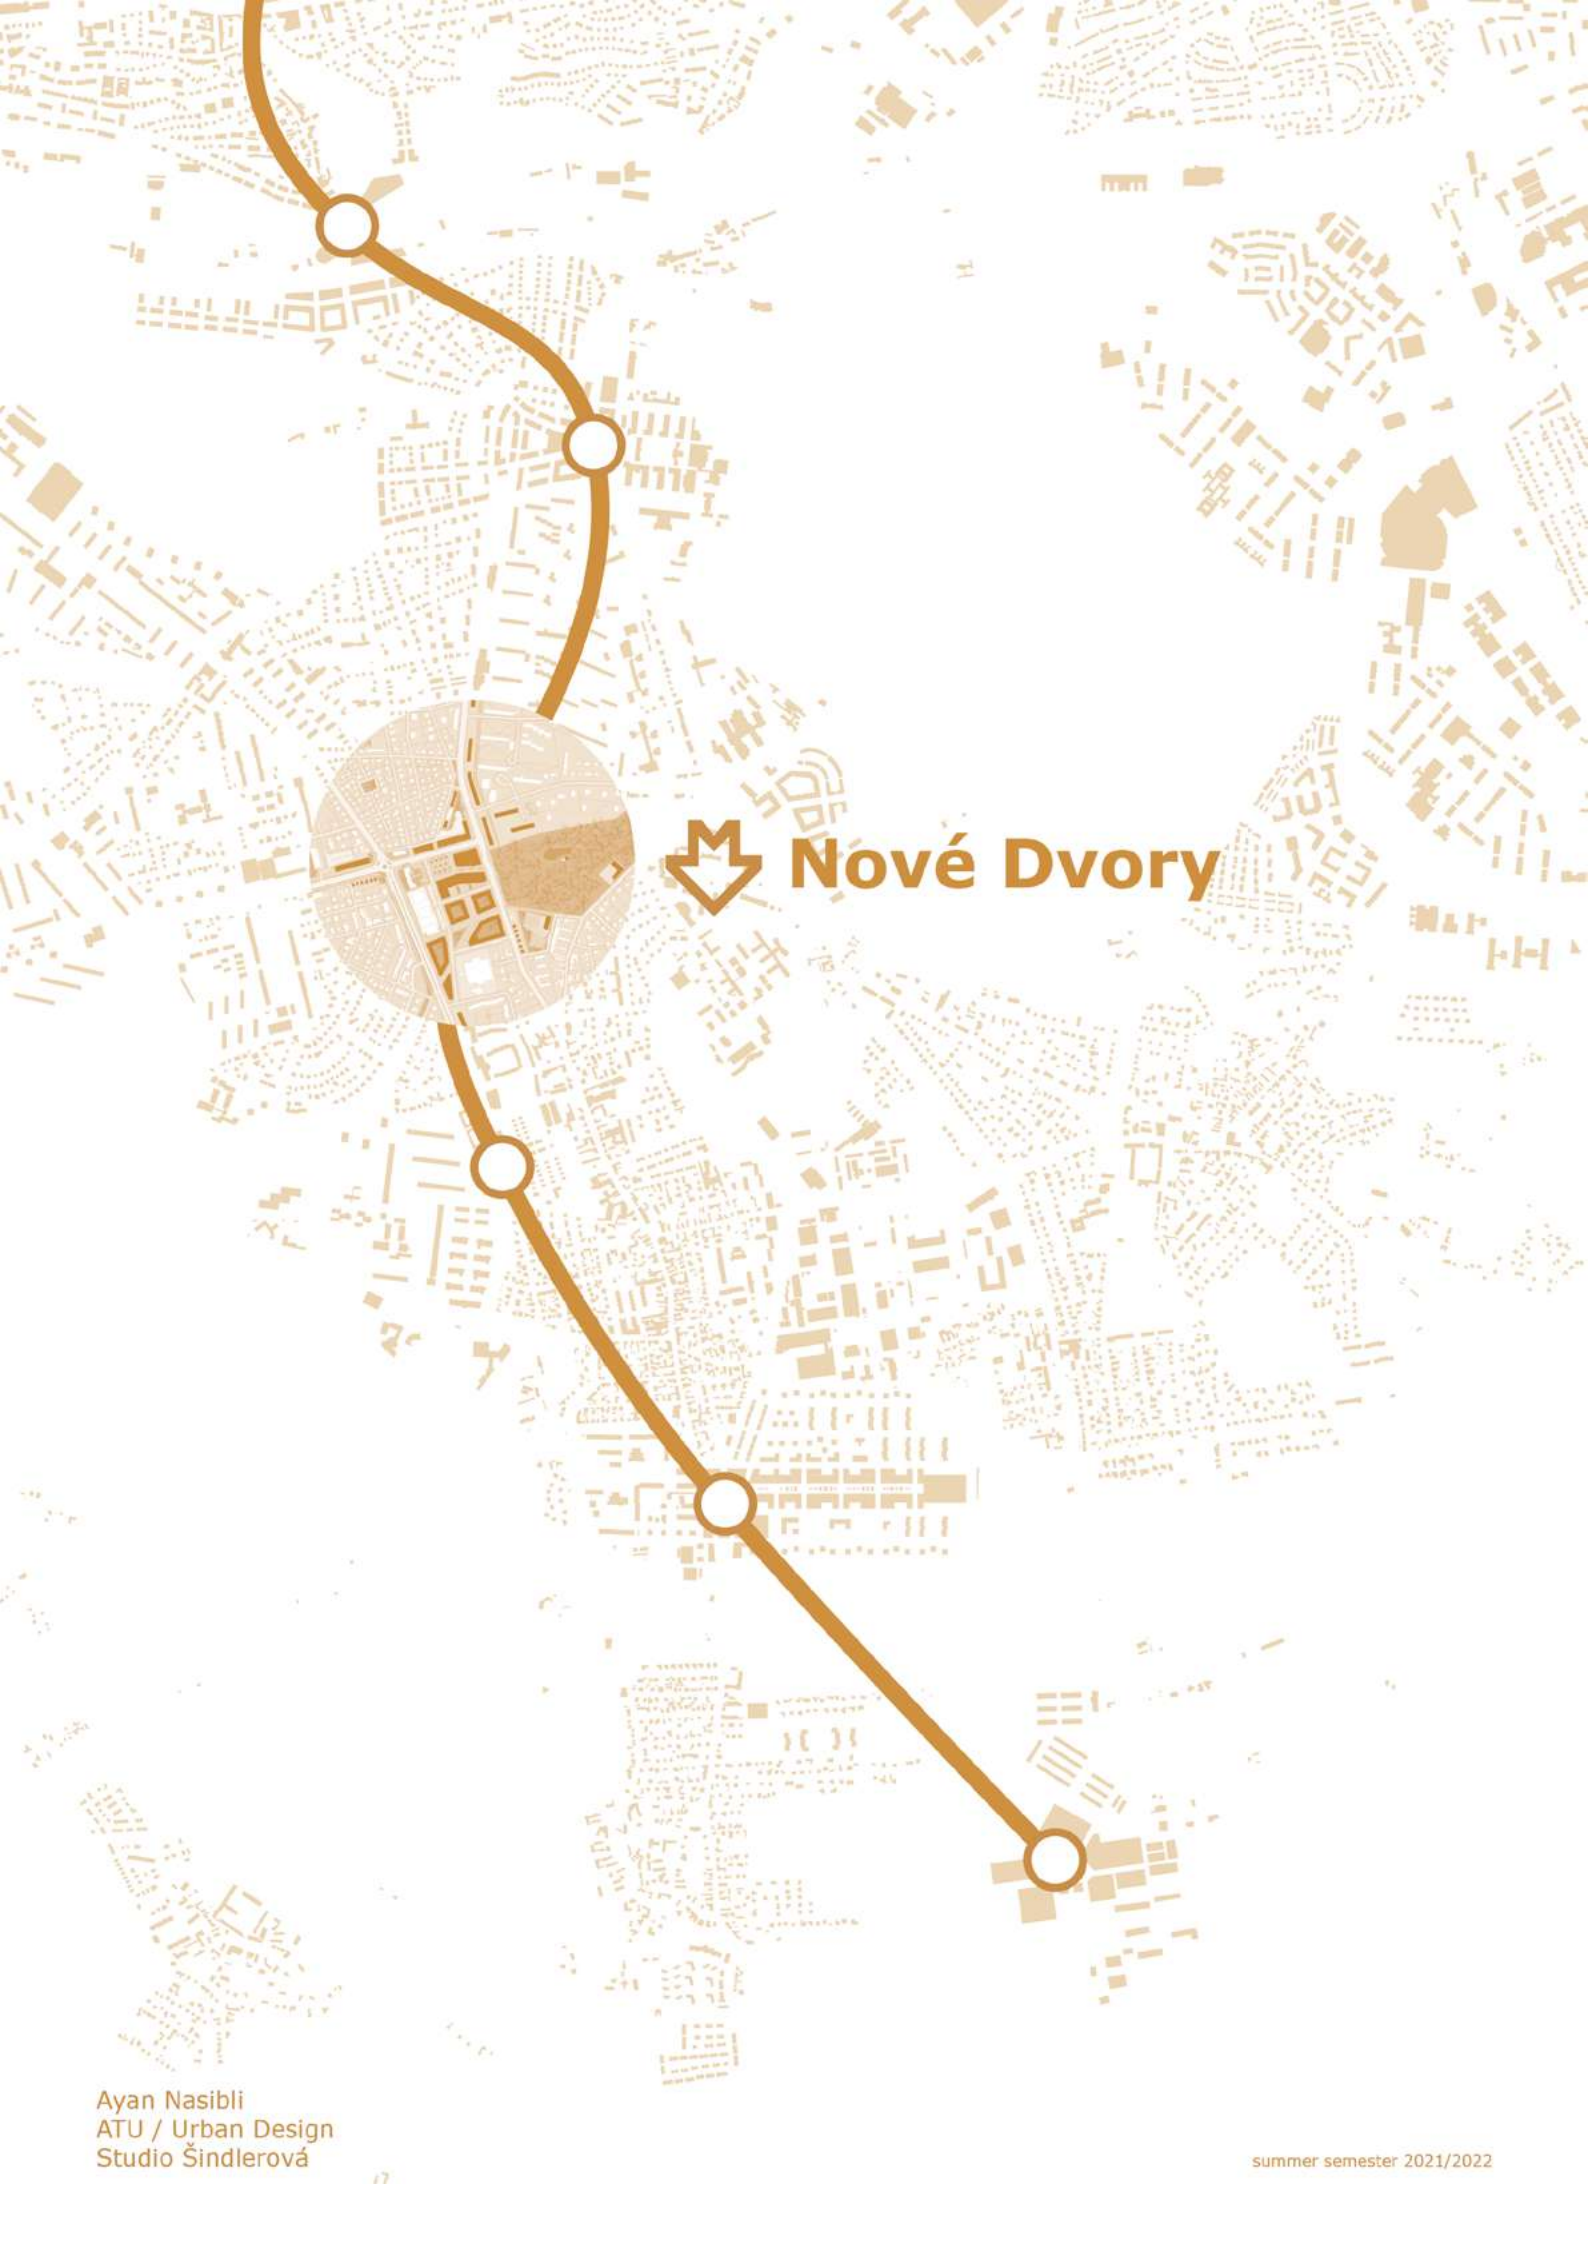 Nové Dvory
Ayan Nasibli
ATU / Urban Design
Studio Šindlerová
summer semester 2021/2022